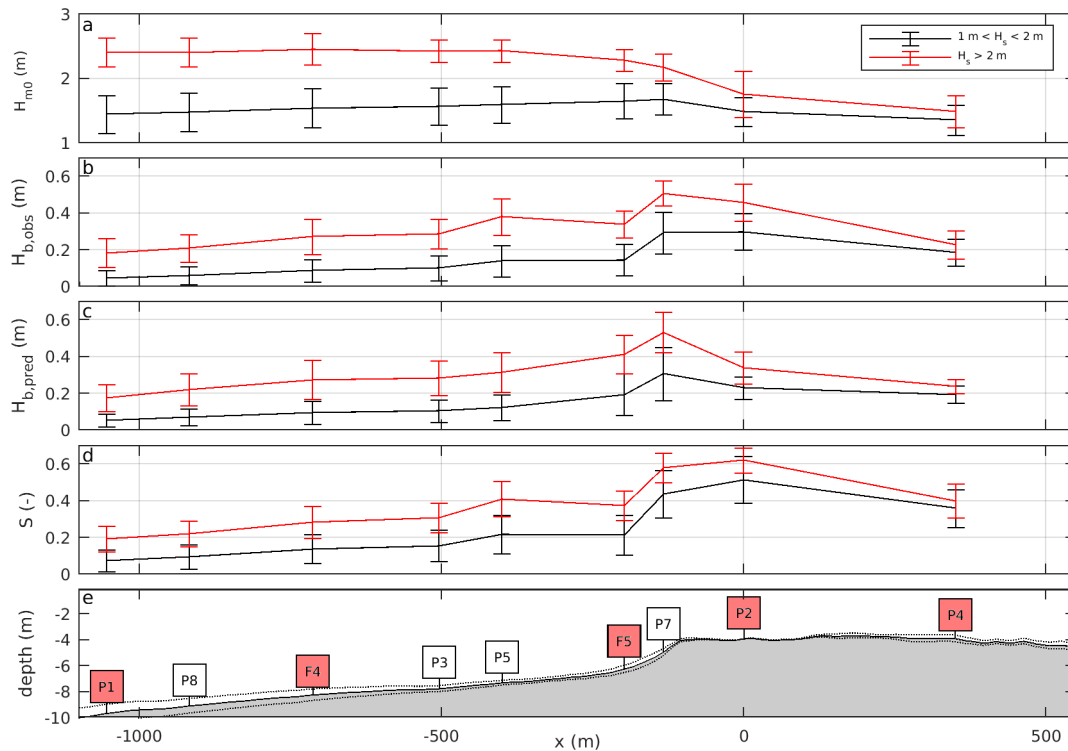 a
3
2
1
H_m0 (m)
1 m < H_s < 2 m
H_s > 2 m
b
0.6
0.4
0.2
0
H_b,obs (m)
c
0.6
0.4
0.2
0
H_b,pred (m)
d
0.6
0.4
0.2
0
S (-)
e
-2
-4
-6
-8
-10
depth (m)
P1
P8
F4
P3
P5
F5
P7
P2
P4
-1000 -500 0 500
x (m)